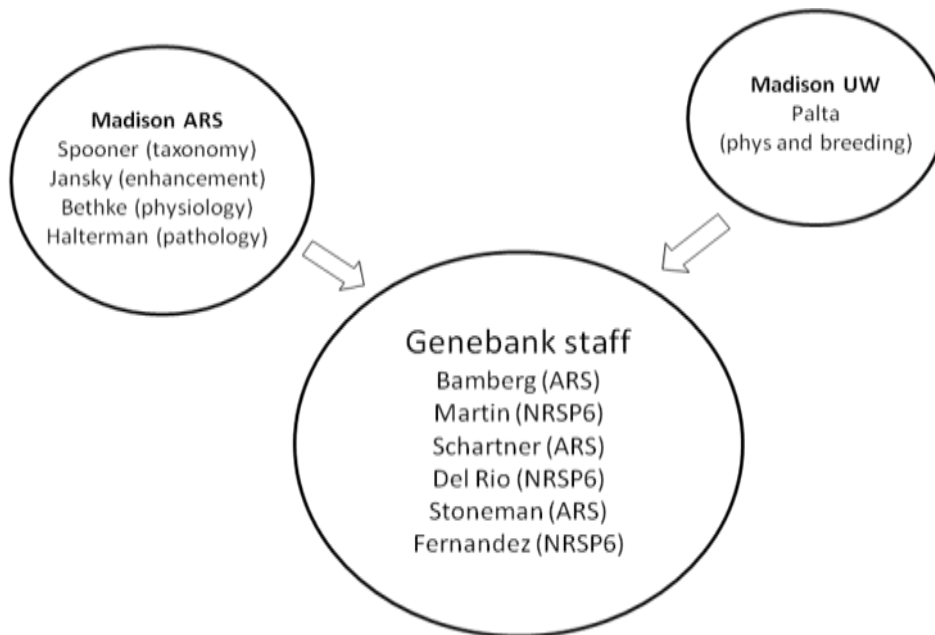 Madison ARS
Spooner (taxonomy)
Jansky (enhancement)
Bethke (physiology)
Halterman (pathology)
Madison UW
Palta
(phys and breeding)
Genebank staff
Bamberg (ARS)
Martin (NRSP6)
Schartner (ARS)
Del Rio (NRSP6)
Stoneman (ARS)
Fernandez (NRSP6)